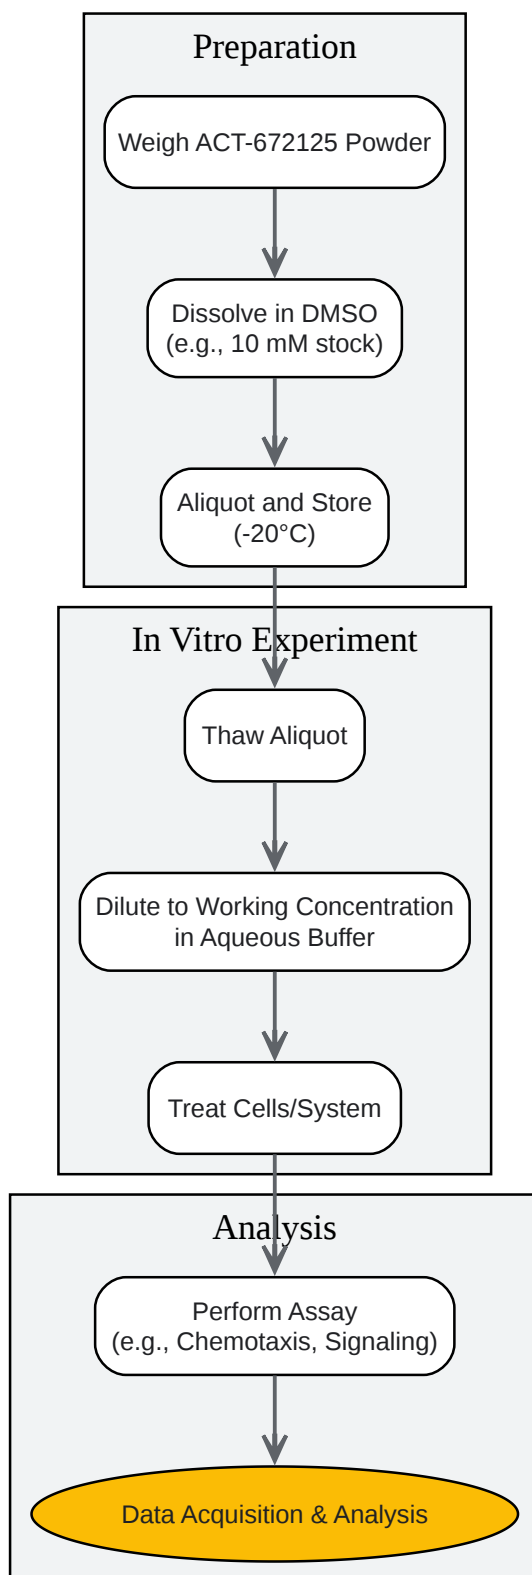 Preparation
Weigh ACT-672125 Powder
Dissolve in DMSO
(e.g., 10 mM stock)
Aliquot and Store
(-20°C)
In Vitro Experiment
Thaw Aliquot
Dilute to Working Concentration
in Aqueous Buffer
Treat Cells/System
Analysis
Perform Assay
(e.g., Chemotaxis, Signaling)
Data Acquisition & Analysis